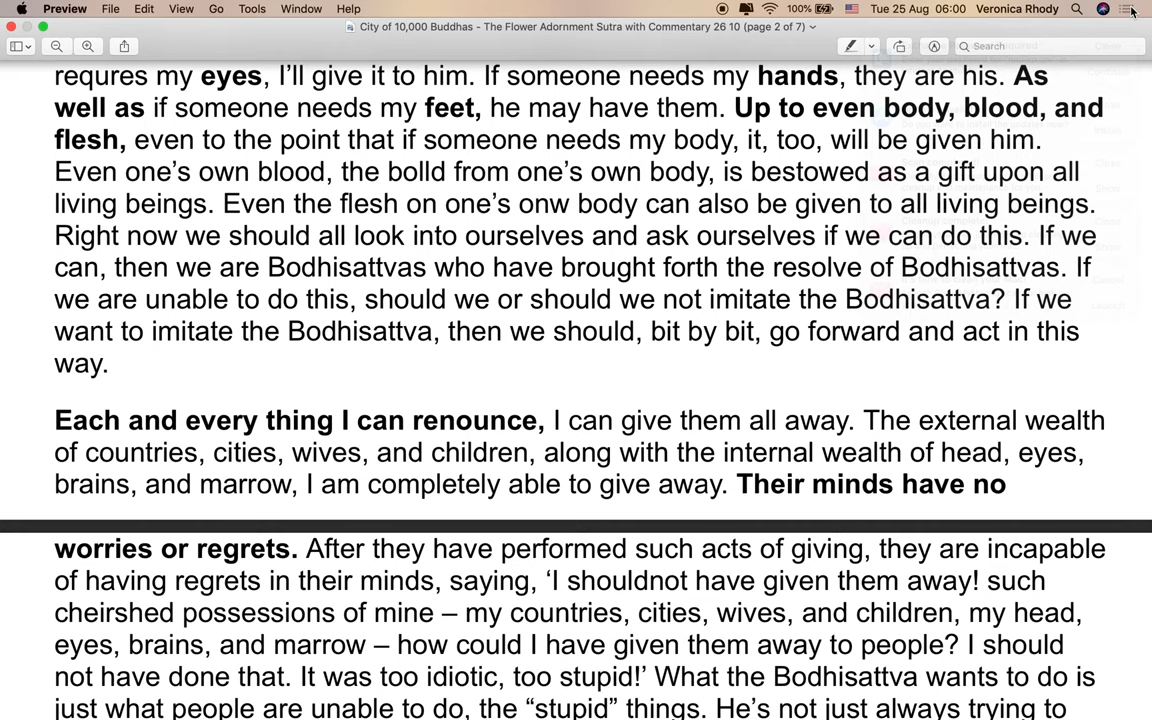 Preview File Edit View Go Tools Window Help 100% Tue 25 Aug 06:00 Veronica Rhody
City of 10,000 Buddhas - The Flower Adornment Sutra with Commentary 26 10 (page 2 of 7)
Search
requres my eyes, I'll give it to him. If someone needs my hands, they are his. As
well as if someone needs my feet, he may have them. Up to even body, blood, and
flesh, even to the point that if someone needs my body, it, too, will be given him.
Even one's own blood, the bolld from one's own body, is bestowed as a gift upon all
living beings. Even the flesh on one's onw body can also be given to all living beings.
Right now we should all look into ourselves and ask ourselves if we can do this. If we
can, then we are Bodhisattvas who have brought forth the resolve of Bodhisattvas. If
we are unable to do this, should we or should we not imitate the Bodhisattva? If we
want to imitate the Bodhisattva, then we should, bit by bit, go forward and act in this
way.
Each and every thing I can renounce, I can give them all away. The external wealth
of countries, cities, wives, and children, along with the internal wealth of head, eyes,
brains, and marrow, I am completely able to give away. Their minds have no
worries or regrets. After they have performed such acts of giving, they are incapable
of having regrets in their minds, saying, 'I shouldnot have given them away! such
cheirshed possessions of mine – my countries, cities, wives, and children, my head,
eyes, brains, and marrow – how could I have given them away to people? I should
not have done that. It was too idiotic, too stupid!' What the Bodhisattva wants to do is
just what people are unable to do, the "stupid" things. He's not just always trying to